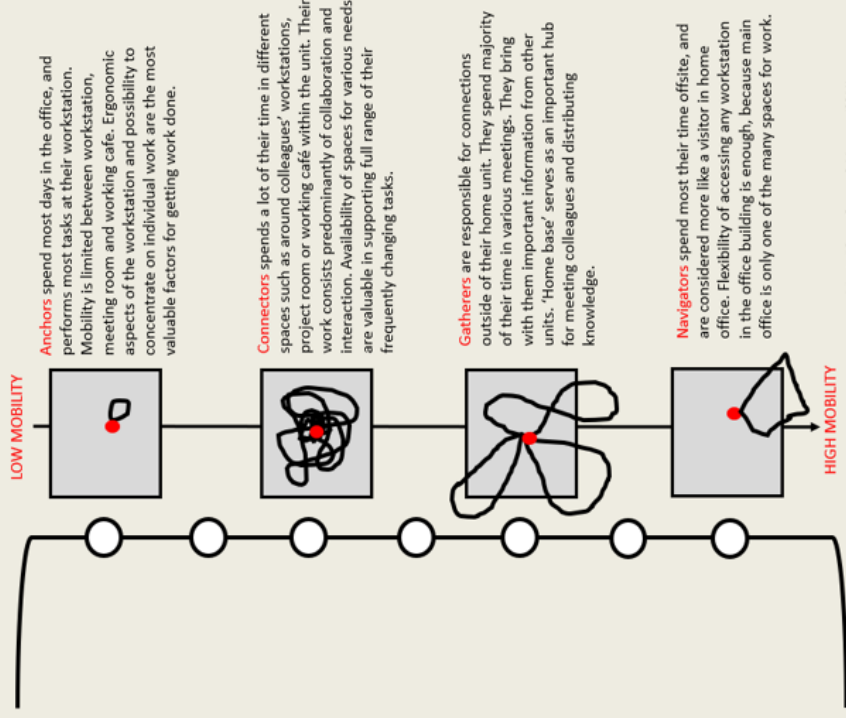 LOW MOBILITY
Anchors spend most days in the office, and
performs most tasks at their workstation.
Mobility is limited between workstation,
meeting room and working cafe. Ergonomic
aspects of the workstation and possibility to
concentrate on individual work are the most
valuable factors for getting work done.
Connectors spends a lot of their time in different
spaces such as around colleagues' workstations,
project room or working café within the unit. Their
work consists predominantly of collaboration and
interaction. Availability of spaces for various needs
are valuable in supporting full range of their
frequently changing tasks.
Gatherers are responsible for connections
outside of their home unit. They spend majority
of their time in various meetings. They bring
with them important information from other
units. 'Home base' serves as an important hub
for meeting colleagues and distributing
knowledge.
Navigators spend most their time offsite, and
are considered more like a visitor in home
office. Flexibility of accessing any workstation
in the office building is enough, because main
office is only one of the many spaces for work.
HIGH MOBILITY